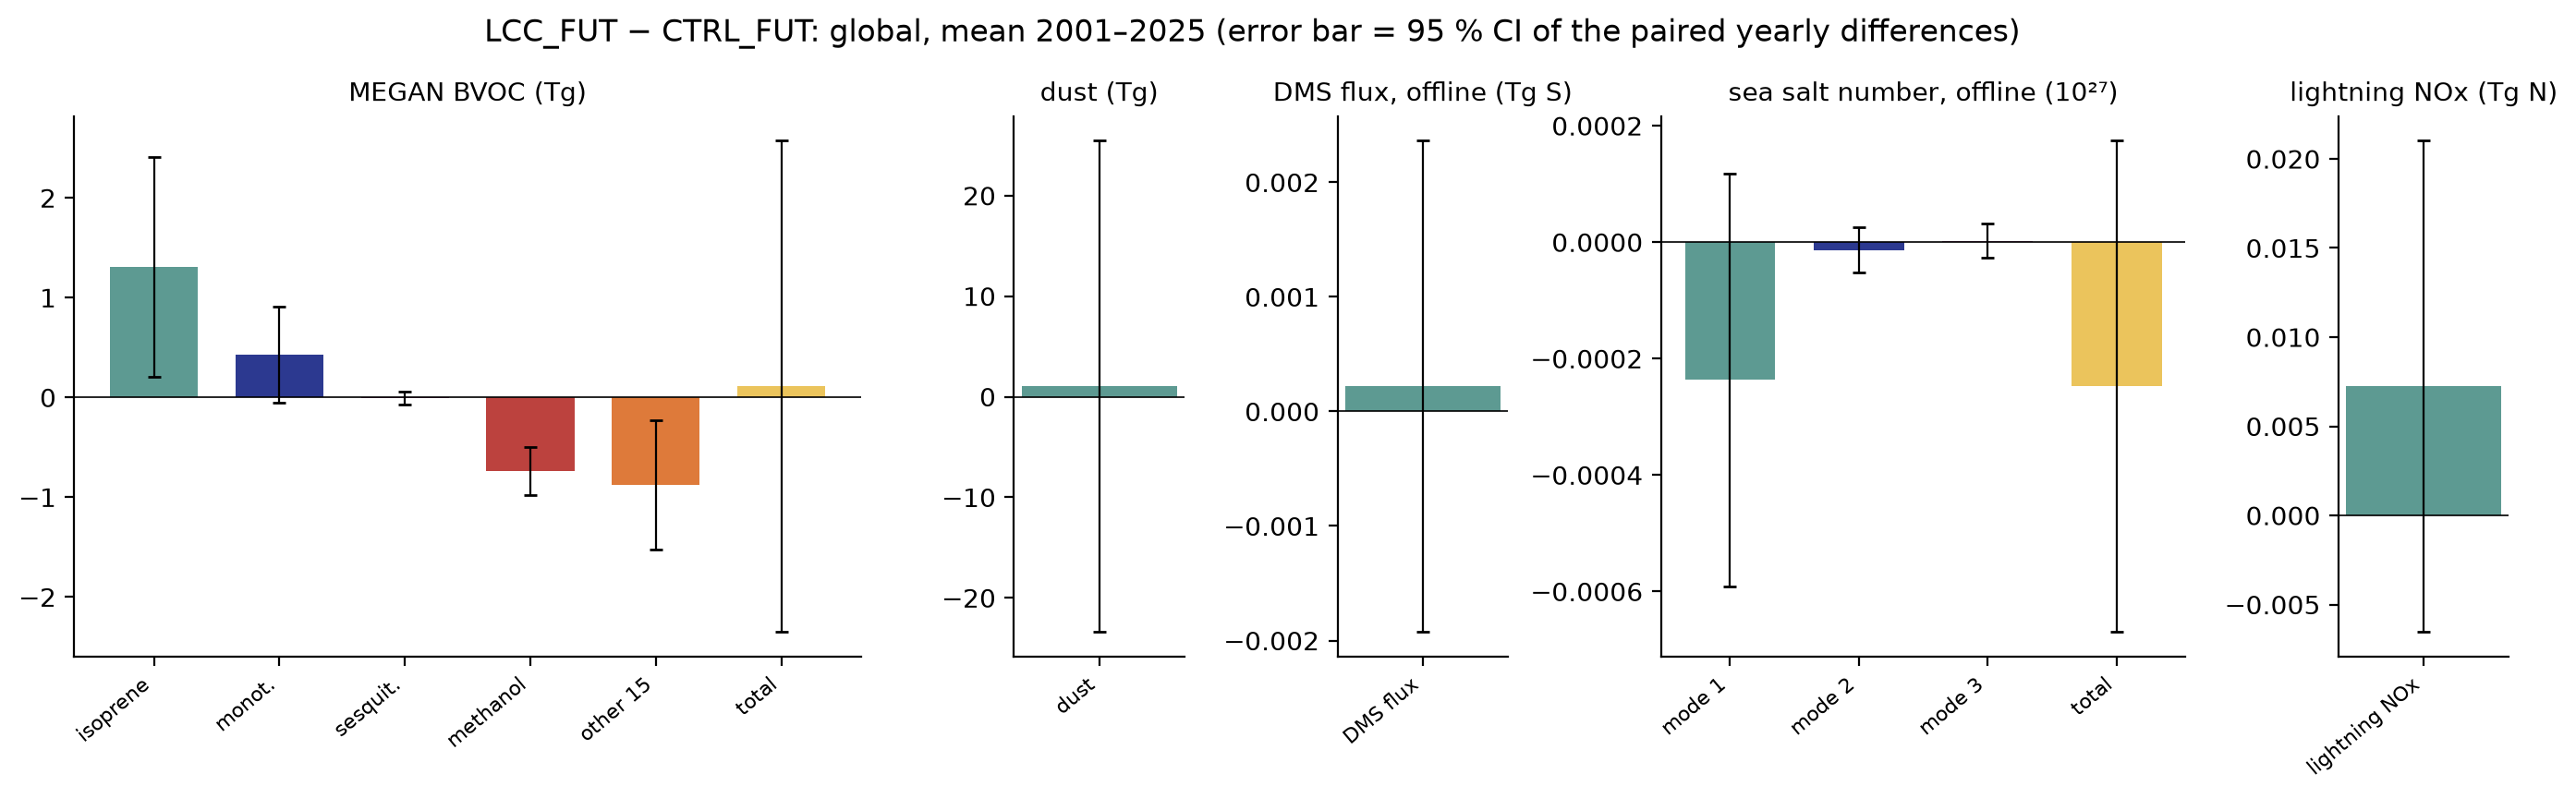 LCC_FUT − CTRL_FUT: global, mean 2001–2025 (error bar = 95 % CI of the paired yearly differences)
MEGAN BVOC (Tg)
2
1
0
−1
−2
isoprene
monot.
sesquit.
methanol
other 15
total
dust (Tg)
20
10
0
−10
−20
dust
DMS flux, offline (Tg S)
0.002
0.001
0.000
−0.001
−0.002
DMS flux
sea salt number, offline (10²⁷)
0.0002
0.0000
−0.0002
−0.0004
−0.0006
mode 1
mode 2
mode 3
total
lightning NOx (Tg N)
0.020
0.015
0.010
0.005
0.000
−0.005
lightning NOx